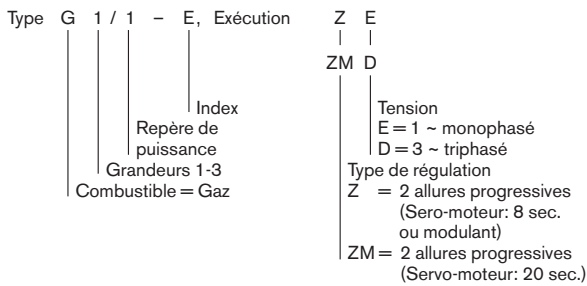 Type G 1 / 1 – E, Exécution Z E
ZM D
Index
Repère de
puissance
Grandeurs 1-3
Combustible = Gaz
Tension
E = 1 ~ monophasé
D = 3 ~ triphasé
Type de régulation
Z = 2 allures progressives
(Sero-moteur: 8 sec.
ou modulant)
ZM = 2 allures progressives
(Servo-moteur: 20 sec.)